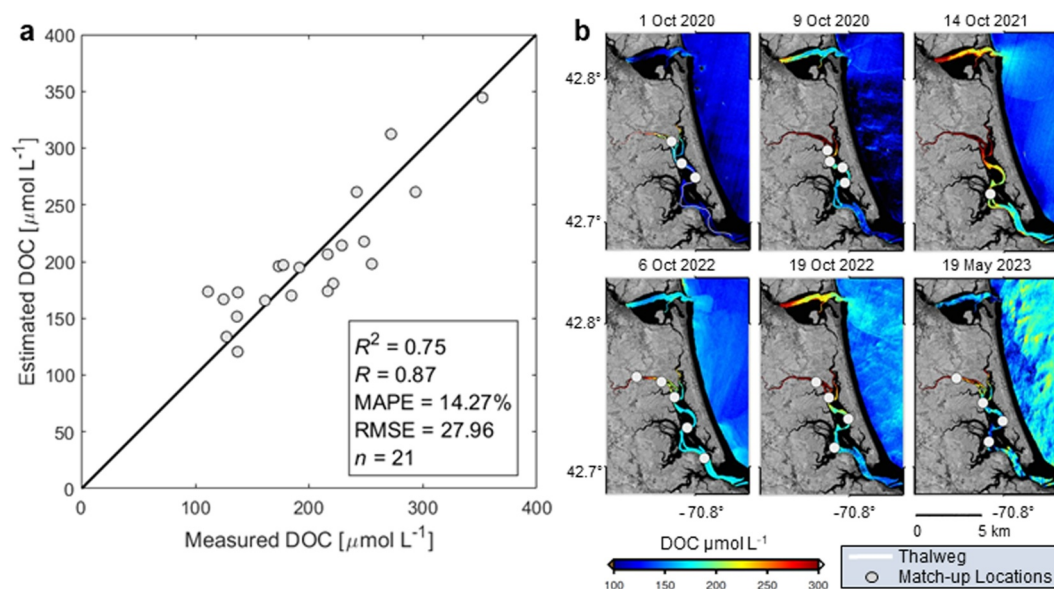 a
400
350
300
250
200
150
100
50
0
Estimated DOC [μmol L⁻¹]
R² = 0.75
R = 0.87
MAPE = 14.27%
RMSE = 27.96
n = 21
0 100 200 300 400
Measured DOC [μmol L⁻¹]
b
1 Oct 2020 9 Oct 2020 14 Oct 2021
42.8°
42.7°
6 Oct 2022 19 Oct 2022 19 May 2023
42.8°
42.7°
-70.8° -70.8° -70.8°
0 5 km
DOC μmol L⁻¹
100 150 200 250 300
Thalweg
Match-up Locations